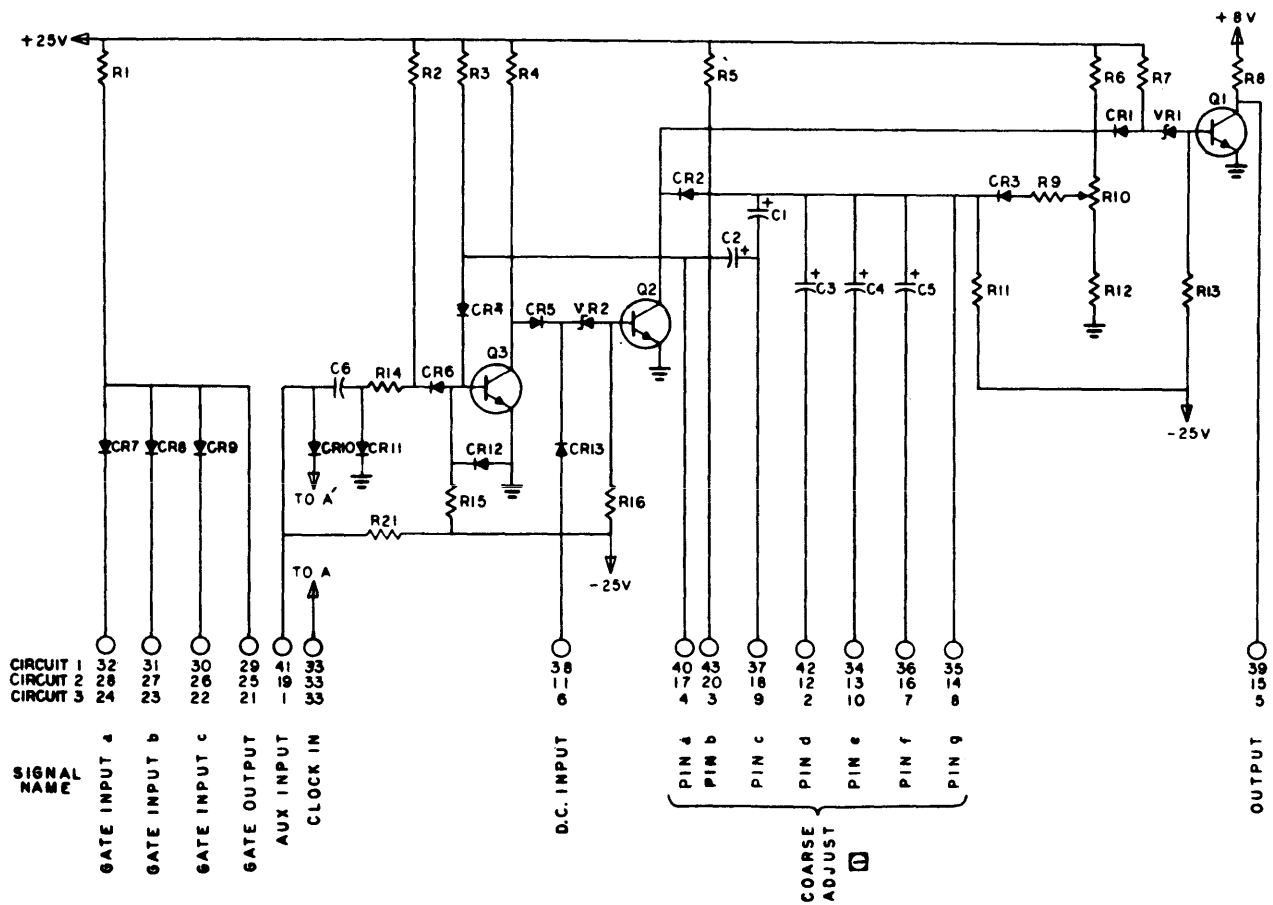 +8V
+25V
R1 R2 R3 R4 R5 R6 R7 R8
Q1
CR1 VR1
CR2 CR3 R9 R10
+ C1
C2 +
+ C3 + C4 + C5 R11 R12 R13
Q2
CR4 CR5 VR2
Q3
C6 R14 CR6
-25V
CR7 CR8 CR9 CR10 CR11 CR12 CR13
TO A'
R15 R16
R21
TO A
-25V
CIRCUIT 1 32 31 30 29 41 33 38 40 43 37 42 34 36 35 39
CIRCUIT 2 28 27 26 25 19 33 11 17 20 18 12 13 16 14 15
CIRCUIT 3 24 23 22 21 1 33 6 4 3 9 2 10 7 8 5
SIGNAL
NAME
GATE INPUT a
GATE INPUT b
GATE INPUT c
GATE OUTPUT
AUX INPUT
CLOCK IN
D.C. INPUT
PIN a
PIN b
PIN c
PIN d
PIN e
PIN f
PIN g
OUTPUT
COARSE
ADJUST 1